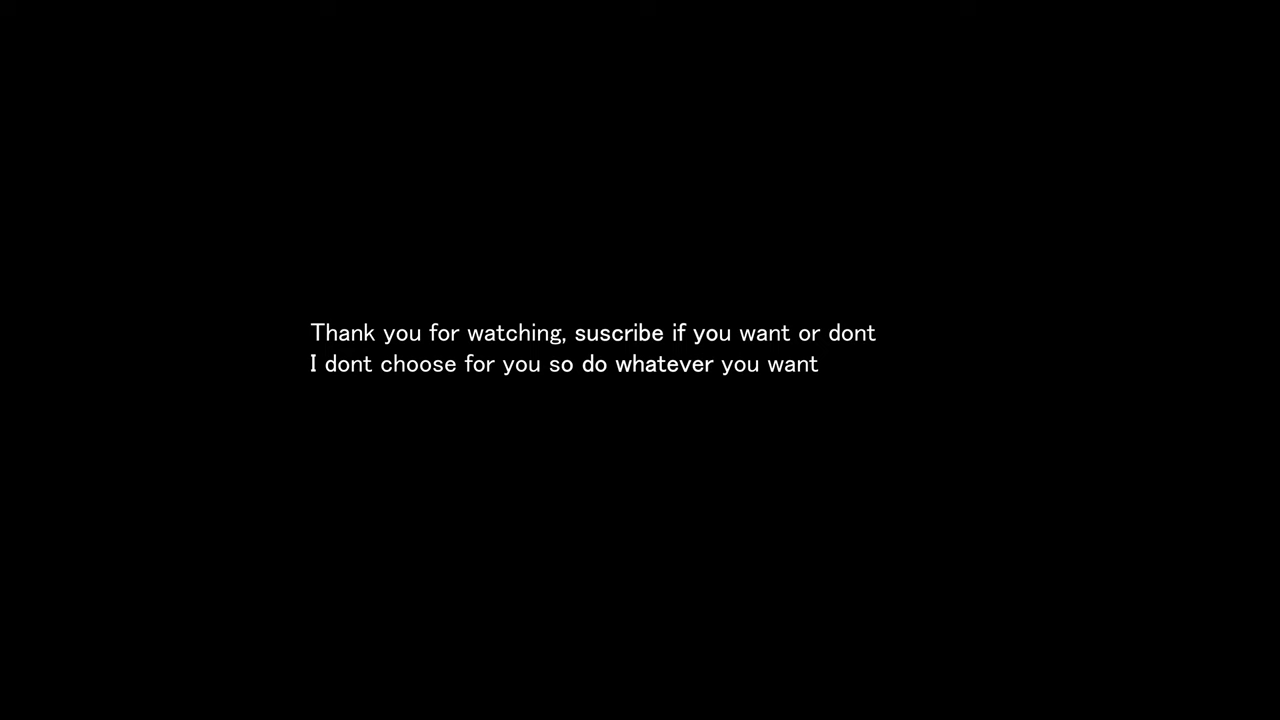 Thank you for watching, suscribe if you want or dont
I dont choose for you so do whatever you want